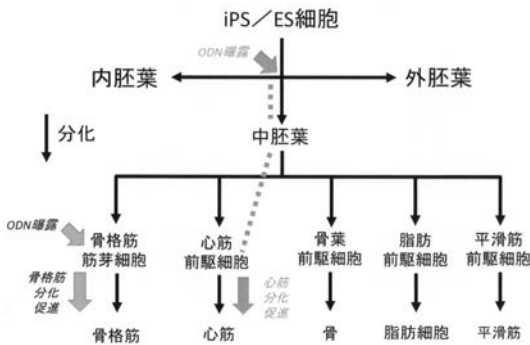 iPS／ES細胞
ODN曝露
内胚葉
外胚葉
分化
中胚葉
ODN曝露
骨格筋
筋芽細胞
心筋
前駆細胞
骨葉
前駆細胞
脂肪
前駆細胞
平滑筋
前駆細胞
骨格筋
分化
促進
心筋
分化
促進
骨格筋
心筋
骨
脂肪細胞
平滑筋